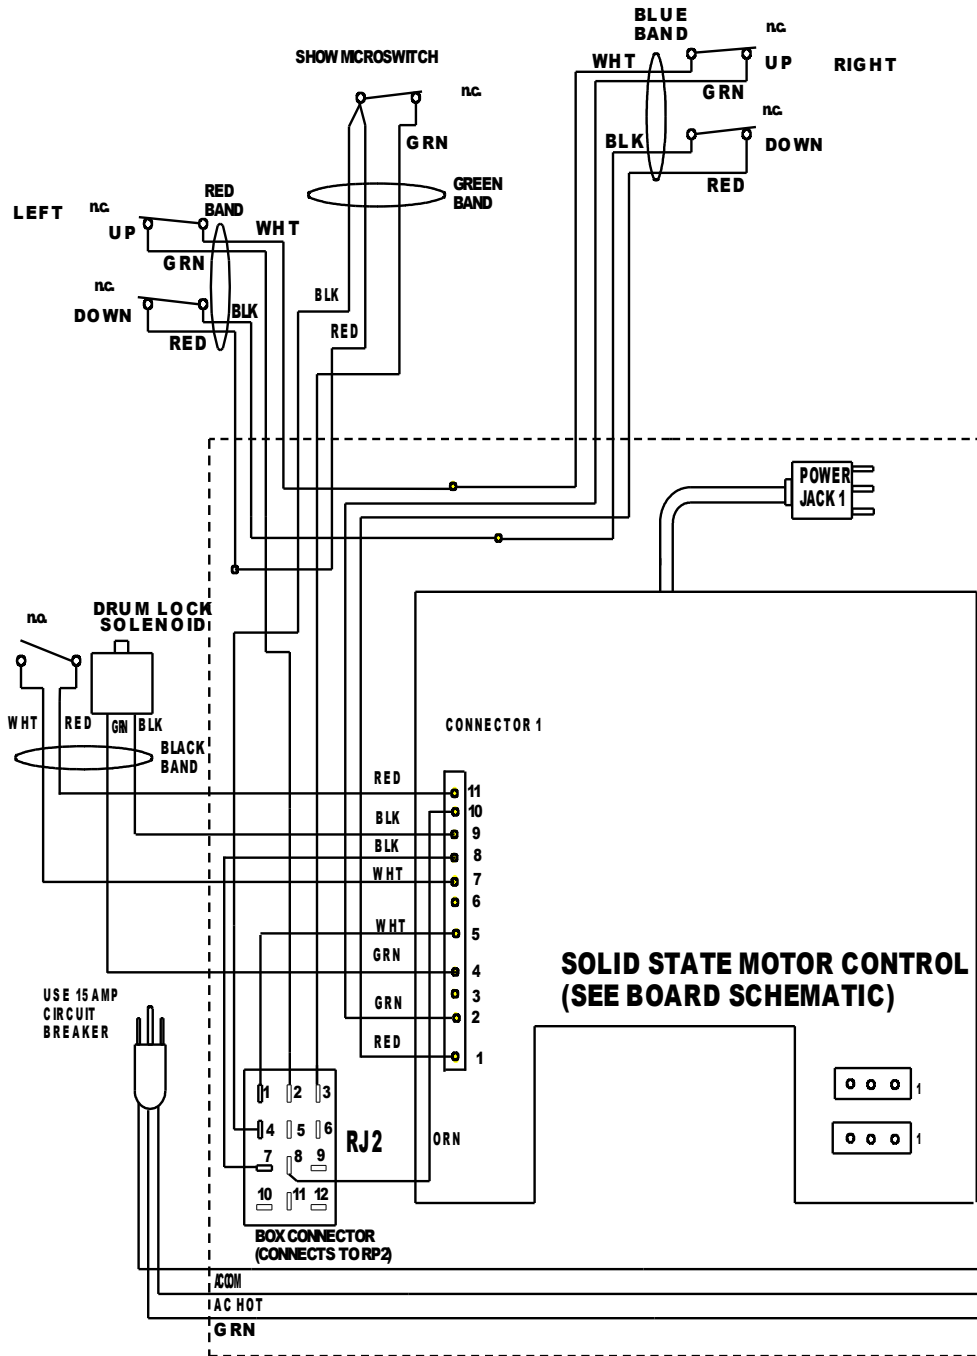 BLUE
BAND
n.c.
WHT
UP
RIGHT
GRN
n.c.
BLK
DOWN
RED
SHOW MICROSWITCH
n.c.
GRN
GREEN
BAND
RED
BAND
LEFT
n.c.
UP
WHT
GRN
n.c.
DOWN
BLK
RED
BLK
RED
POWER
JACK 1
DRUM LOCK
SOLENOID
n.o.
WHT
RED
GRN
BLK
BLACK
BAND
CONNECTOR 1
RED
11
10
BLK
9
BLK
8
WHT
7
6
WHT
5
GRN
4
3
GRN
2
RED
1
SOLID STATE MOTOR CONTROL
(SEE BOARD SCHEMATIC)
USE 15 AMP
CIRCUIT
BREAKER
1 2 3
4 5 6
7 8 9
10 11 12
RJ2
ORN
1
1
BOX CONNECTOR
(CONNECTS TO RP2)
ACCOM
AC HOT
GRN